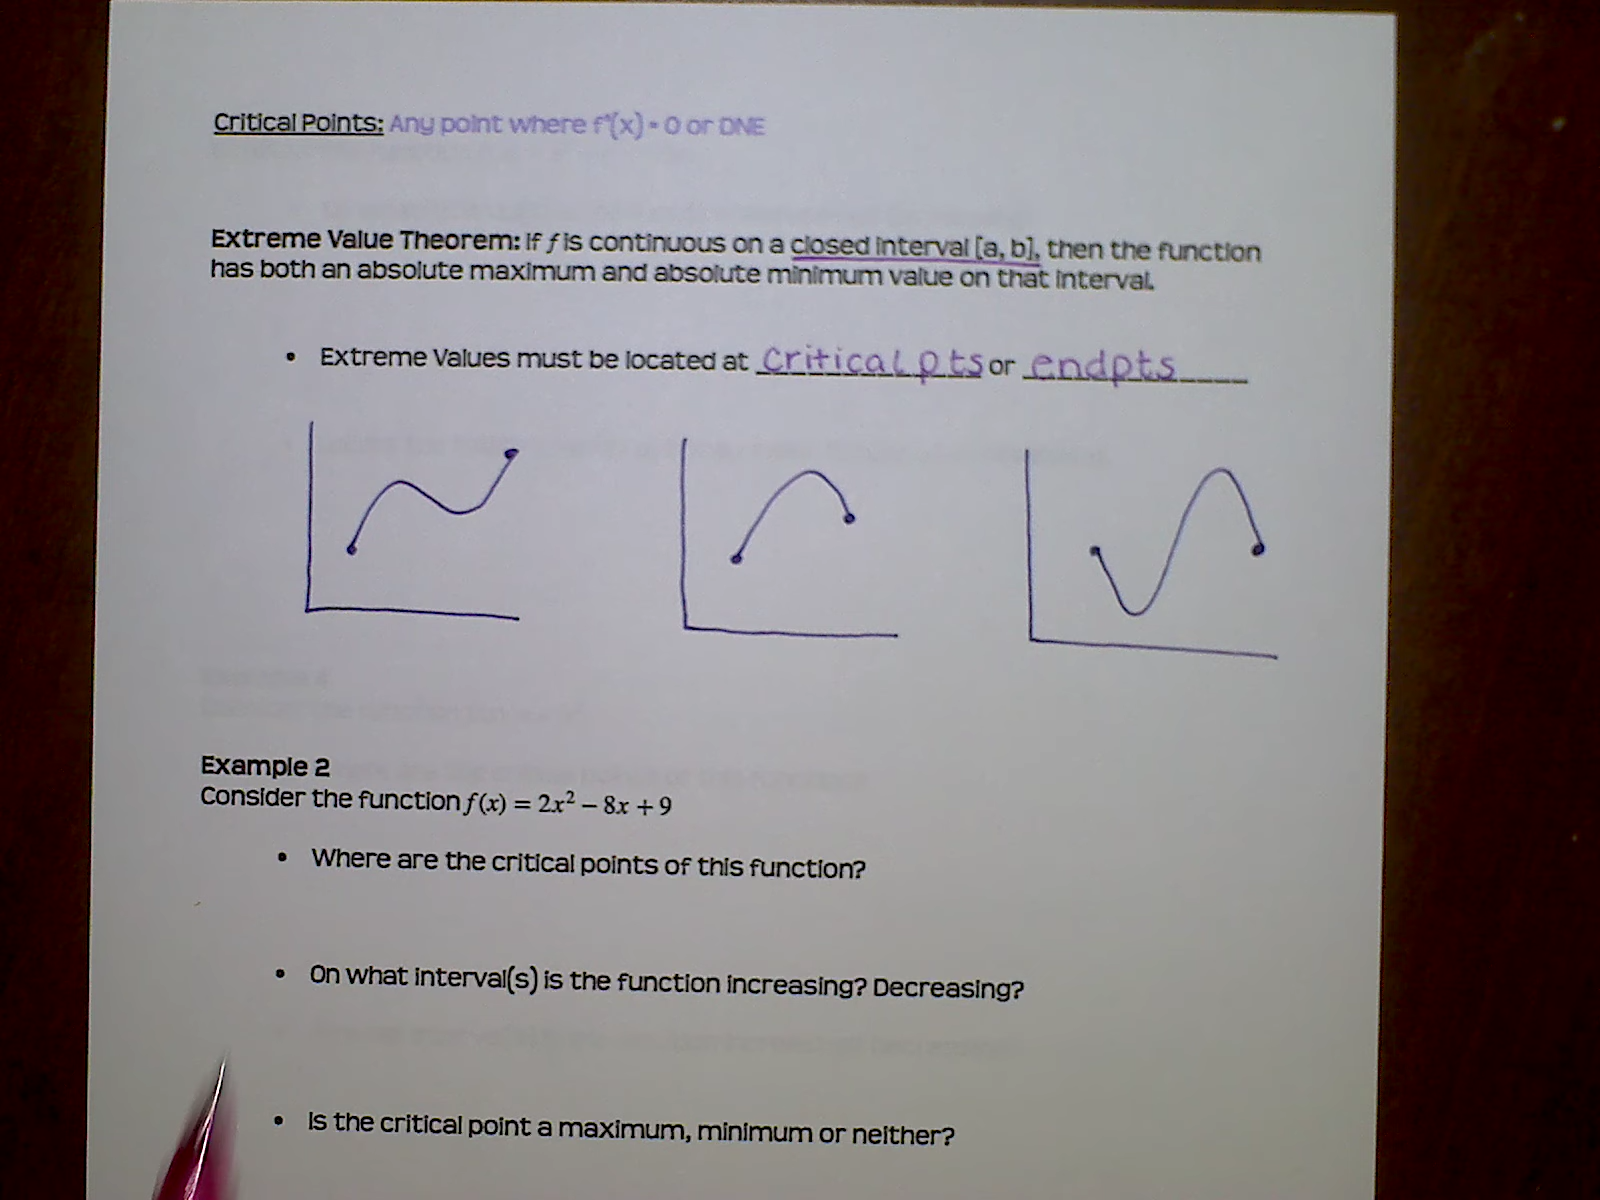 Critical Points: Any point where f'(x) = 0 or DNE
Extreme Value Theorem: If f is continuous on a closed interval [a, b], then the function
has both an absolute maximum and absolute minimum value on that interval.
• Extreme Values must be located at critical pts or endpts
Example 2
Consider the function f(x) = 2x² – 8x + 9
• Where are the critical points of this function?
• On what interval(s) is the function increasing? Decreasing?
• Is the critical point a maximum, minimum or neither?